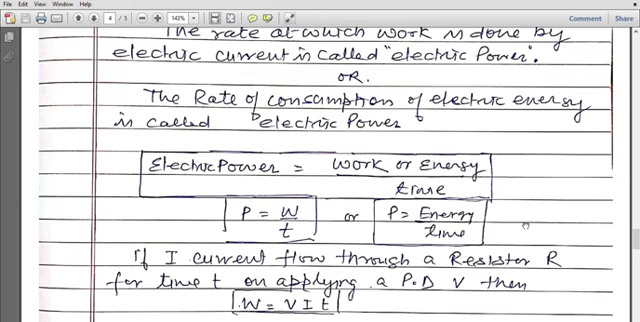 File Edit View Window Help
4 / 5 143% Comment Share
The rate at which work is done by
electric current is called "electric Power".
OR.
The Rate of consumption of electric energy
is called "electric Power"
Electric Power = Work or Energy
time
P = W/t or P = Energy/time
If I current flow through a Resistor R
for time t on applying a P.D V then
W = V I t